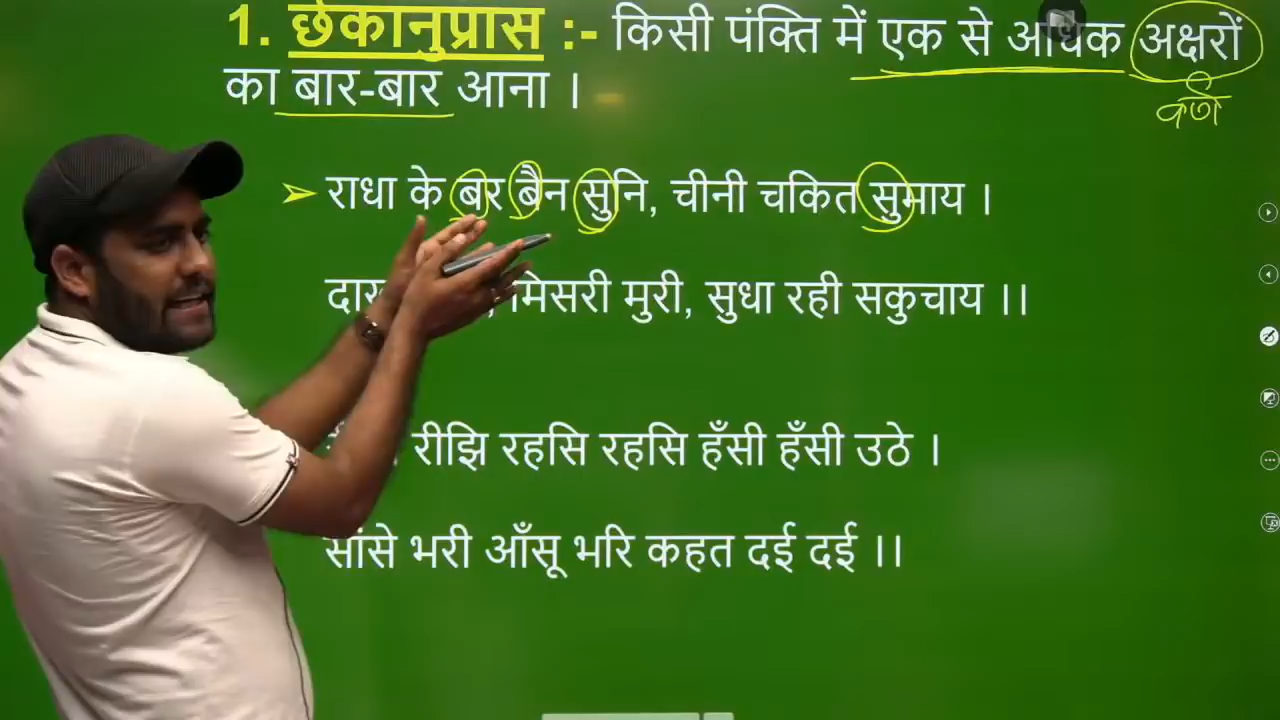 1. छेकानुप्रास :- किसी पंक्ति में एक से अधिक अक्षरों
वर्ण
का बार-बार आना ।
➢ राधा के बर बैन सुनि, चीनी चकित सुमाय ।
मिसरी मुरी, सुधा रही सकुचाय ।।
रीझि रहसि रहसि हँसी हँसी उठे ।
सांसे भरी आँसू भरि कहत दई दई ।।